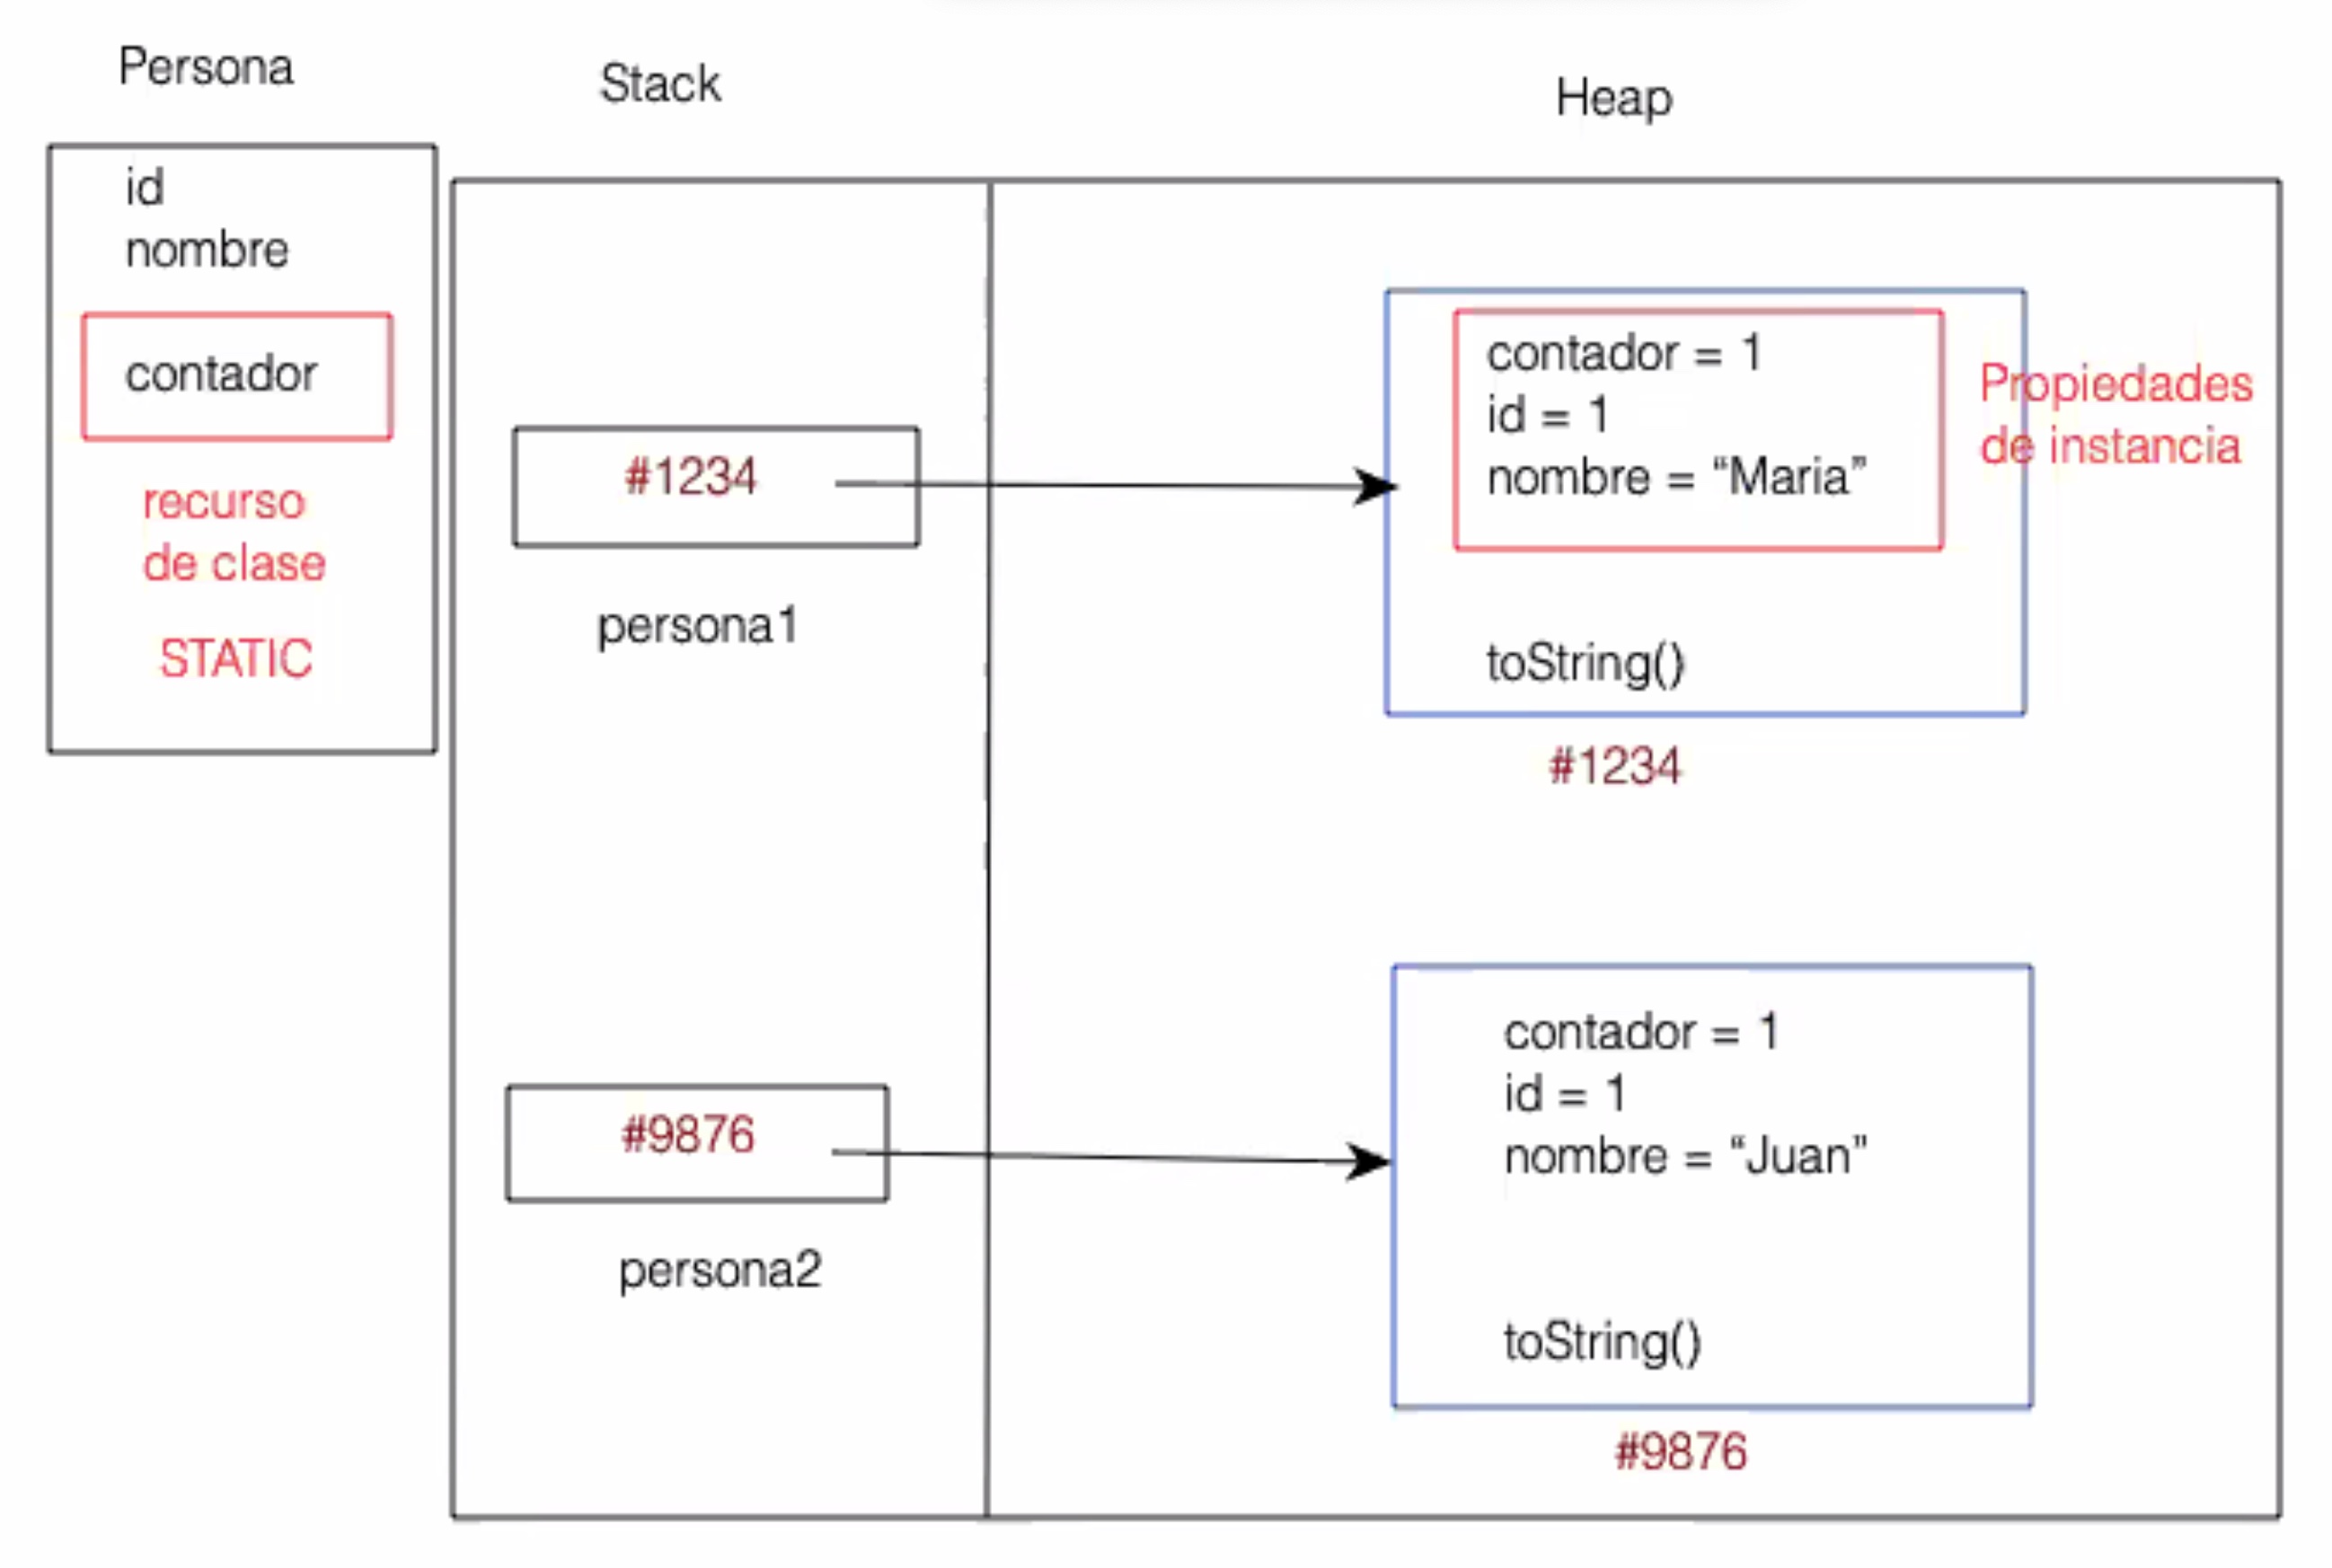 Persona
id
nombre
contador
recurso
de clase
STATIC
Stack
#1234
persona1
#9876
persona2
Heap
contador = 1
id = 1
nombre = “Maria”
toString()
Propiedades
de instancia
#1234
contador = 1
id = 1
nombre = “Juan”
toString()
#9876